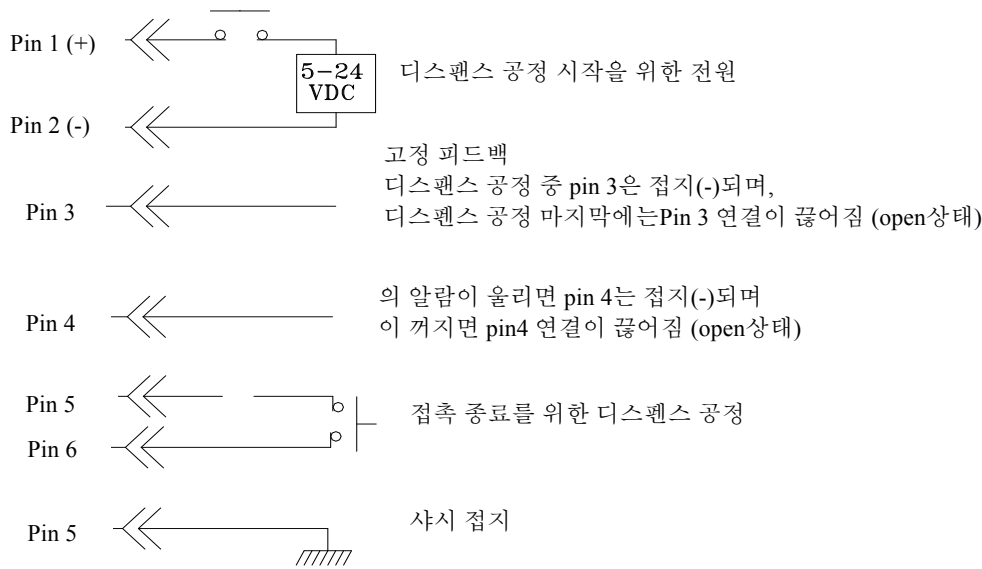 Pin 1 (+)
5-24
VDC
디스팬스 공정 시작을 위한 전원
Pin 2 (-)
고정 피드백
디스팬스 공정 중 pin 3은 접지(-)되며,
디스펜스 공정 마지막에는Pin 3 연결이 끊어짐 (open상태)
Pin 3
의 알람이 울리면 pin 4는 접지(-)되며
이 꺼지면 pin4 연결이 끊어짐 (open상태)
Pin 4
Pin 5
접촉 종료를 위한 디스펜스 공정
Pin 6
Pin 5
샤시 접지